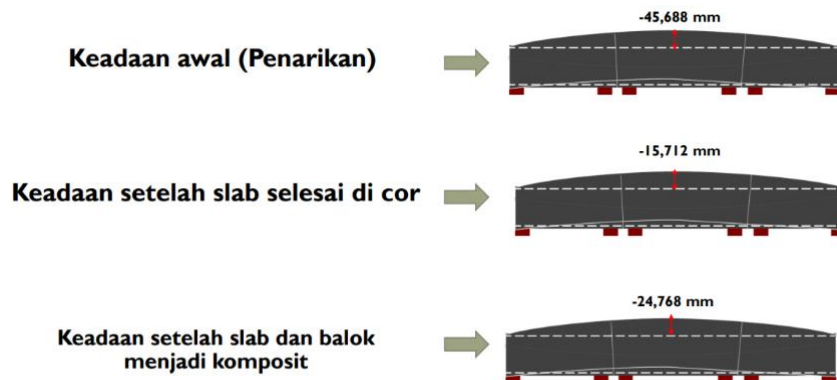 -45,688 mm
Keadaan awal (Penarikan)
-15,712 mm
Keadaan setelah slab selesai di cor
-24,768 mm
Keadaan setelah slab dan balok
menjadi komposit